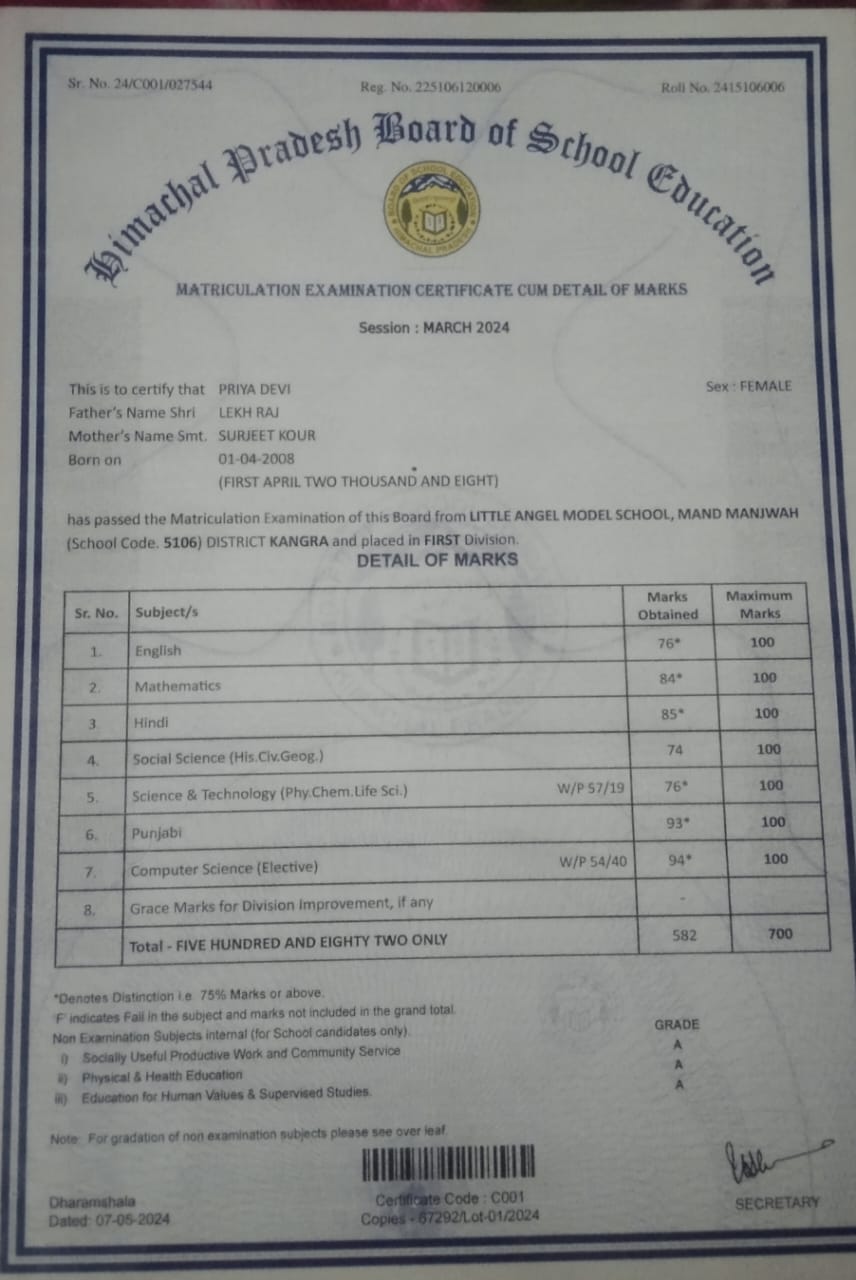 Sr. No. 24/C001/027544 Reg. No. 225106120006 Roll No. 2415106006
Himachal Pradesh Board of School Education
BOARD OF SCHOOL EDUCATION
HIMACHAL PRADESH
MATRICULATION EXAMINATION CERTIFICATE CUM DETAIL OF MARKS
Session : MARCH 2024
This is to certify that PRIYA DEVI Sex : FEMALE
Father's Name Shri LEKH RAJ
Mother's Name Smt. SURJEET KOUR
Born on 01-04-2008
(FIRST APRIL TWO THOUSAND AND EIGHT)
has passed the Matriculation Examination of this Board from LITTLE ANGEL MODEL SCHOOL, MAND MANJWAH
(School Code. 5106) DISTRICT KANGRA and placed in FIRST Division.
DETAIL OF MARKS
Sr. No. Subject/s Marks Obtained Maximum Marks
1. English 76* 100
2. Mathematics 84* 100
3. Hindi 85* 100
4. Social Science (His.Civ.Geog.) 74 100
5. Science & Technology (Phy.Chem.Life Sci.) W/P 57/19 76* 100
6. Punjabi 93* 100
7. Computer Science (Elective) W/P 54/40 94* 100
8. Grace Marks for Division Improvement, if any -
Total - FIVE HUNDRED AND EIGHTY TWO ONLY 582 700
*Denotes Distinction i.e. 75% Marks or above.
'F' indicates Fail in the subject and marks not included in the grand total.
Non Examination Subjects internal (for School candidates only). GRADE
i) Socially Useful Productive Work and Community Service A
ii) Physical & Health Education A
iii) Education for Human Values & Supervised Studies. A
Note: For gradation of non examination subjects please see over leaf.
Dharamshala Certificate Code : C001 SECRETARY
Dated: 07-05-2024 Copies - 67292/Lot-01/2024